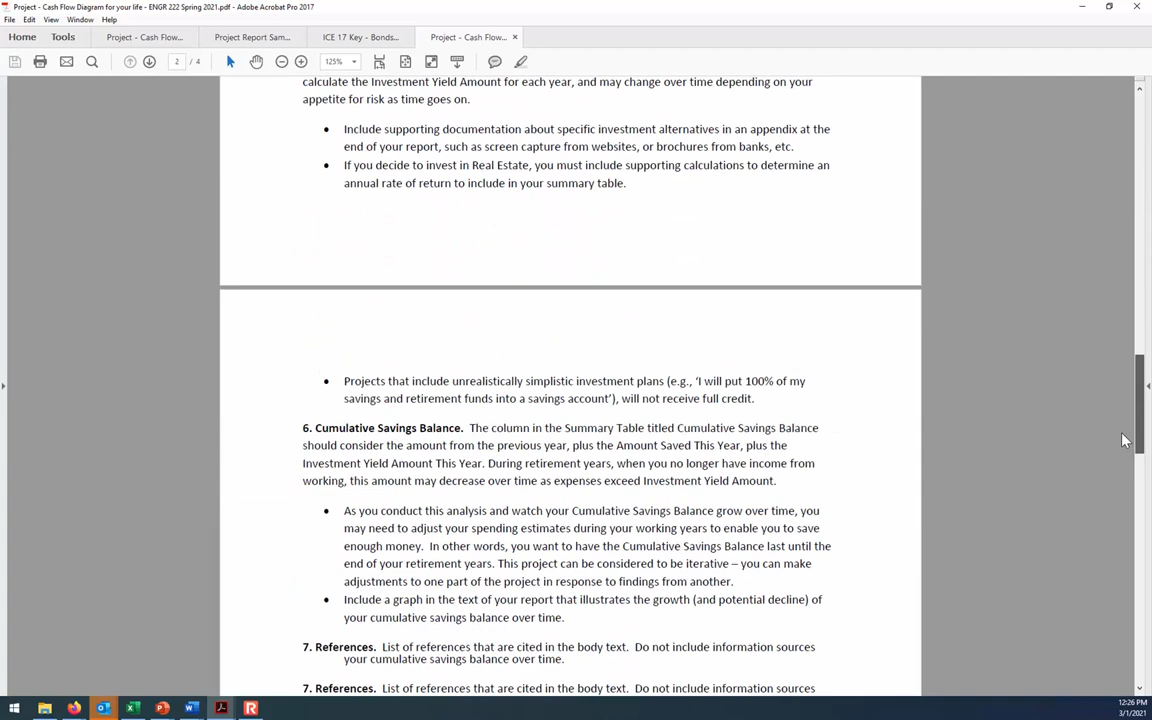 Project - Cash Flow Diagram for your life - ENGR 222 Spring 2021.pdf - Adobe Acrobat Pro 2017
File Edit View Window Help
Home Tools Project - Cash Flow... Project Report Sam... ICE 17 Key - Bonds... Project - Cash Flow... ×
2 / 4 125%
calculate the Investment Yield Amount for each year, and may change over time depending on your
appetite for risk as time goes on.
• Include supporting documentation about specific investment alternatives in an appendix at the
end of your report, such as screen capture from websites, or brochures from banks, etc.
• If you decide to invest in Real Estate, you must include supporting calculations to determine an
annual rate of return to include in your summary table.
• Projects that include unrealistically simplistic investment plans (e.g., ‘I will put 100% of my
savings and retirement funds into a savings account’), will not receive full credit.
6. Cumulative Savings Balance. The column in the Summary Table titled Cumulative Savings Balance
should consider the amount from the previous year, plus the Amount Saved This Year, plus the
Investment Yield Amount This Year. During retirement years, when you no longer have income from
working, this amount may decrease over time as expenses exceed Investment Yield Amount.
• As you conduct this analysis and watch your Cumulative Savings Balance grow over time, you
may need to adjust your spending estimates during your working years to enable you to save
enough money. In other words, you want to have the Cumulative Savings Balance last until the
end of your retirement years. This project can be considered to be iterative – you can make
adjustments to one part of the project in response to findings from another.
• Include a graph in the text of your report that illustrates the growth (and potential decline) of
your cumulative savings balance over time.
7. References. List of references that are cited in the body text. Do not include information sources
your cumulative savings balance over time.
7. References. List of references that are cited in the body text. Do not include information sources
12:26 PM
3/1/2021